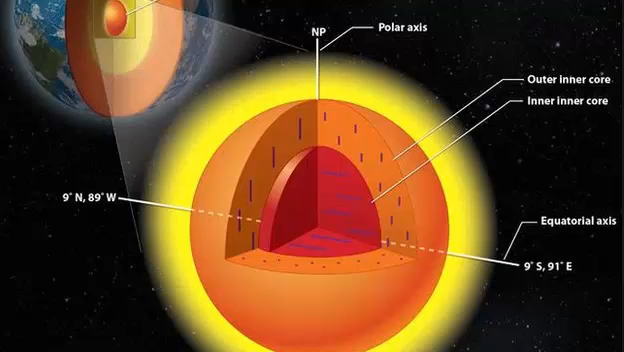 NP
Polar axis
Outer inner core
Inner inner core
9° N, 89° W
Equatorial axis
9° S, 91° E